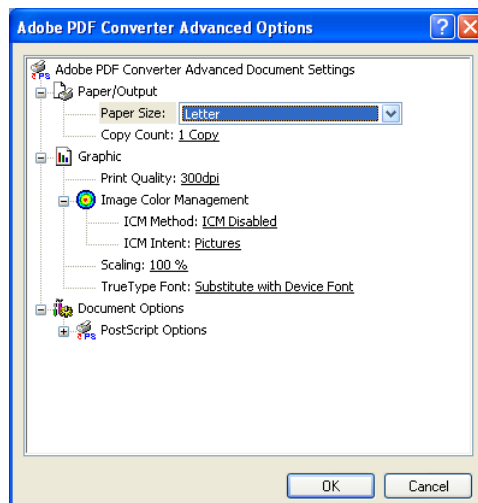 Adobe PDF Converter Advanced Options
Adobe PDF Converter Advanced Document Settings
Paper/Output
Paper Size: Letter
Copy Count: 1 Copy
Graphic
Print Quality: 300dpi
Image Color Management
ICM Method: ICM Disabled
ICM Intent: Pictures
Scaling: 100 %
TrueType Font: Substitute with Device Font
Document Options
PostScript Options
OK Cancel